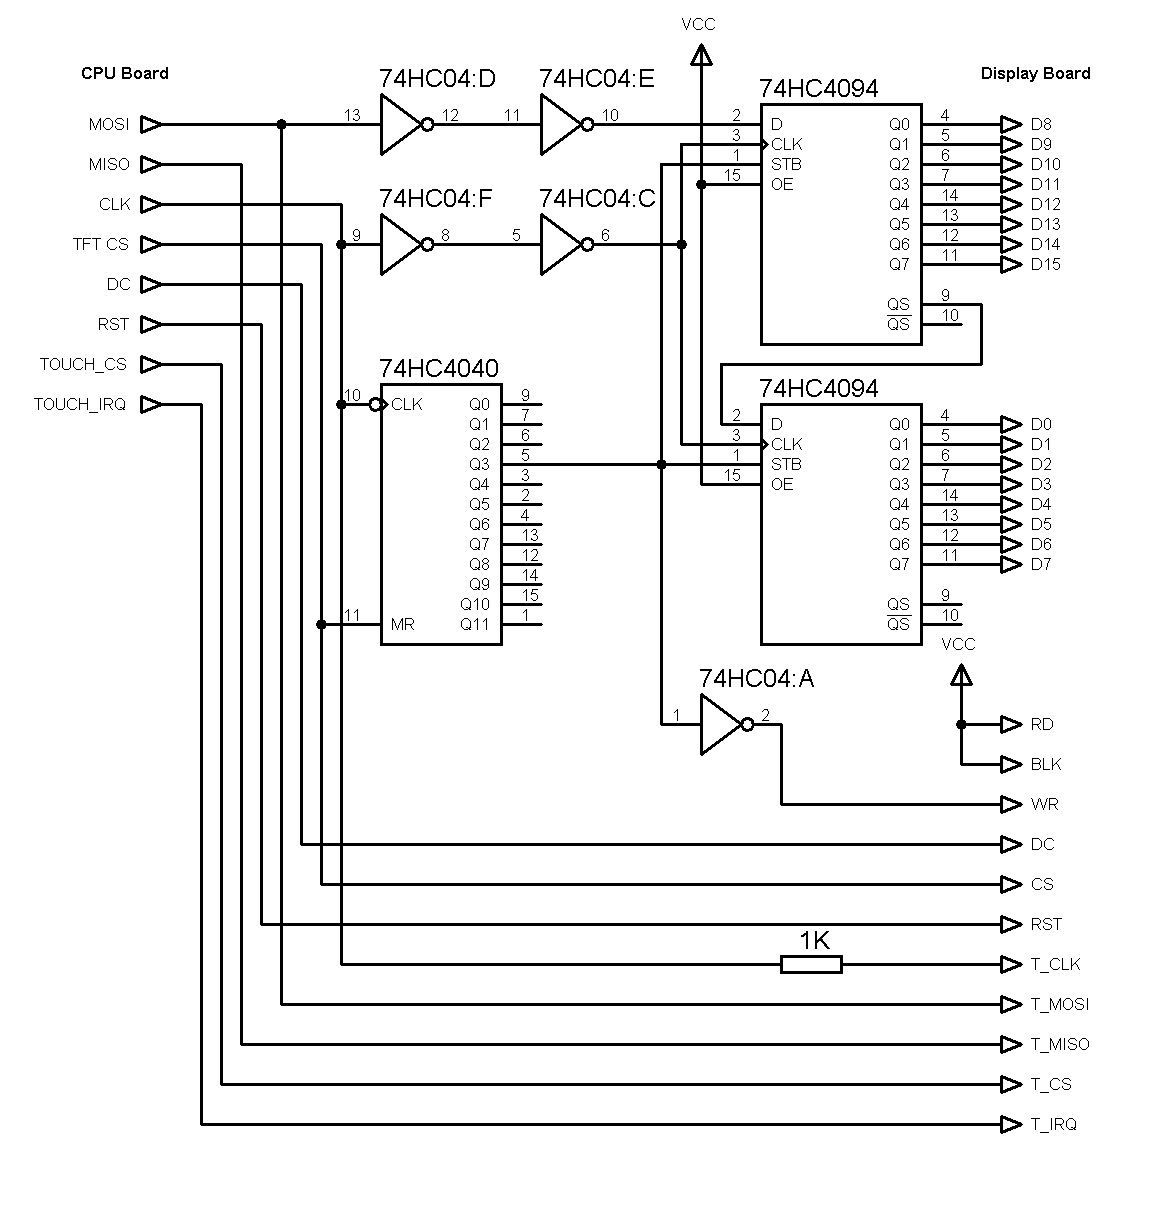 VCC
CPU Board
Display Board
74HC04:D
74HC04:E
74HC4094
MOSI
13
12
11
10
2
D
Q0
4
D8
3
CLK
Q1
5
D9
MISO
1
STB
Q2
6
D10
15
OE
Q3
7
D11
CLK
74HC04:F
74HC04:C
Q4
14
D12
Q5
13
D13
TFT CS
9
8
5
6
Q6
12
D14
Q7
11
D15
DC
QS
9
QS
10
RST
TOUCH_CS
74HC4040
74HC4094
TOUCH_IRQ
10
CLK
Q0
9
Q1
7
2
D
Q0
4
D0
Q2
6
3
CLK
Q1
5
D1
Q3
5
1
STB
Q2
6
D2
Q4
3
15
OE
Q3
7
D3
Q5
2
Q4
14
D4
Q6
4
Q5
13
D5
Q7
13
Q6
12
D6
Q8
12
Q7
11
D7
Q9
14
Q10
15
QS
9
11
MR
Q11
1
QS
10
VCC
74HC04:A
1
2
RD
BLK
WR
DC
CS
RST
1K
T_CLK
T_MOSI
T_MISO
T_CS
T_IRQ